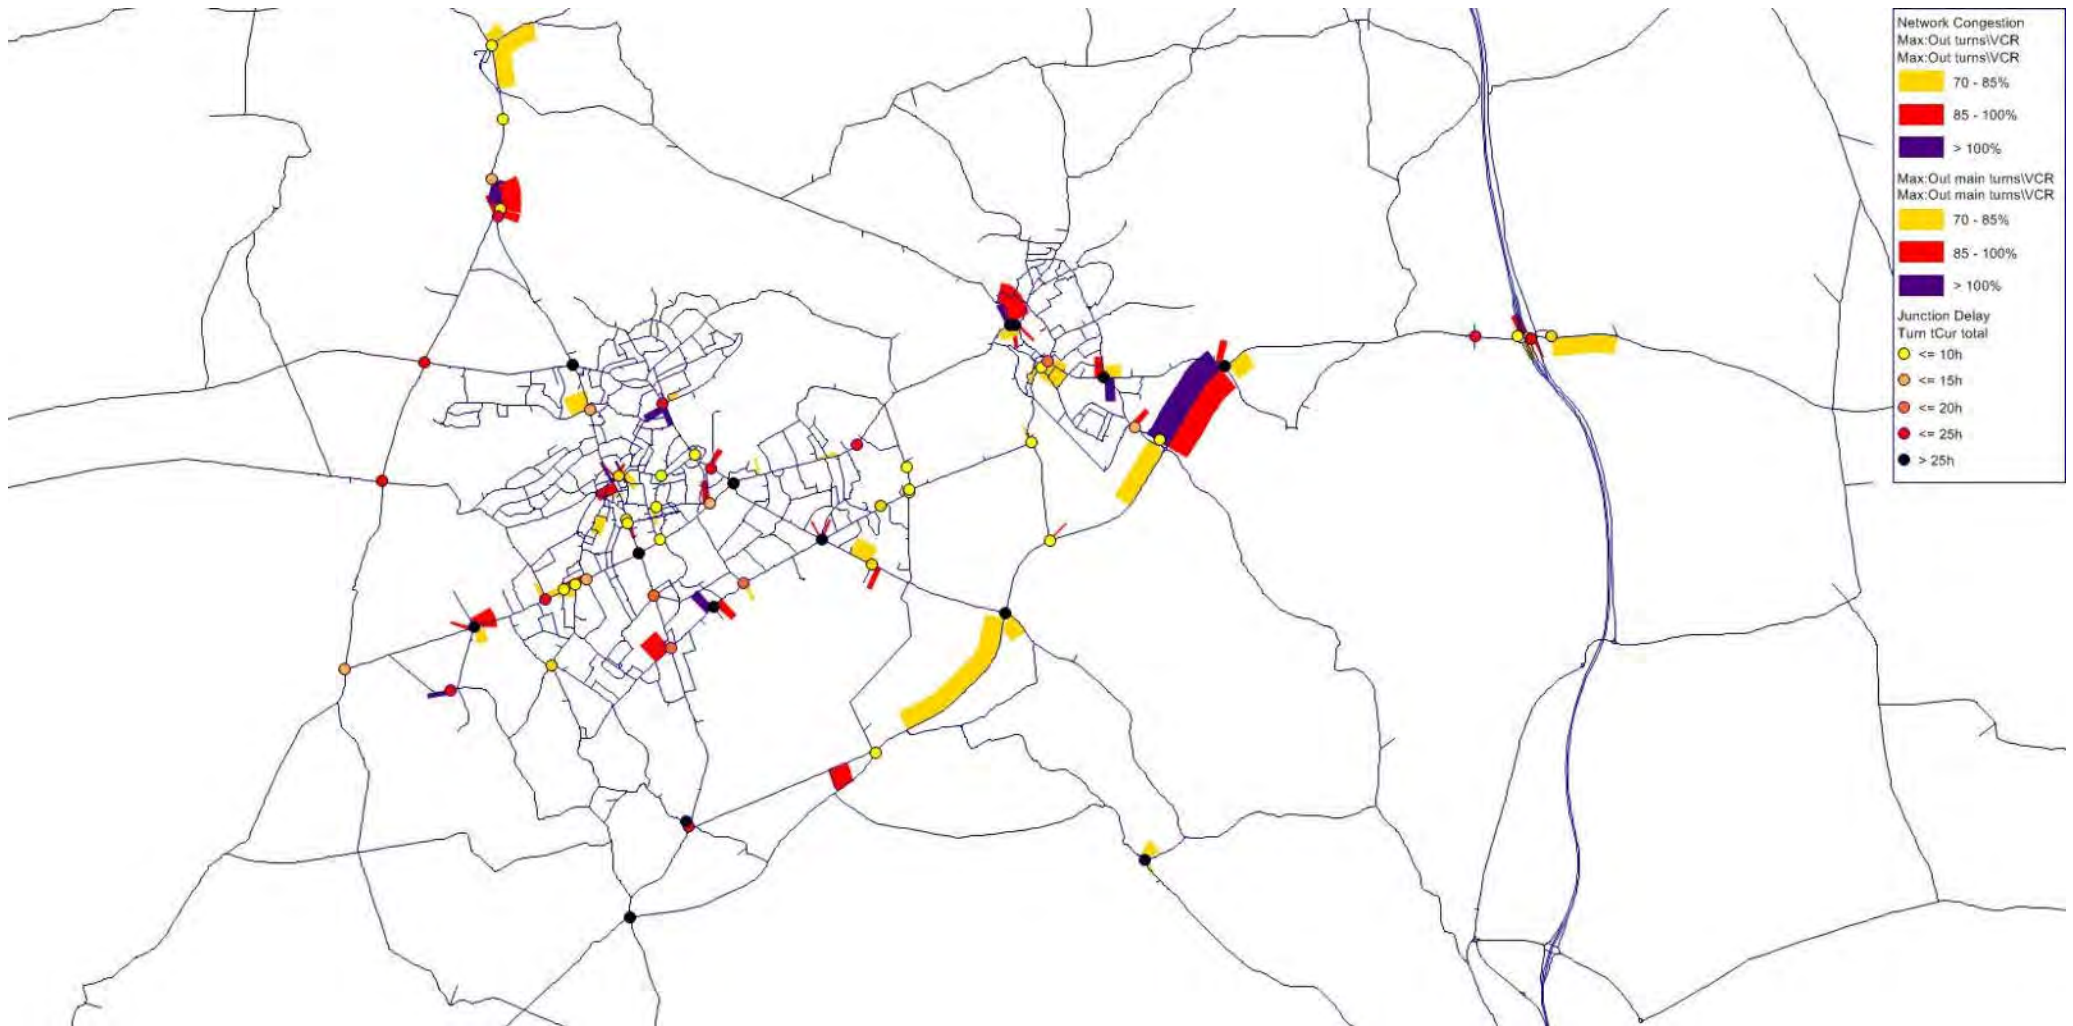 Network Congestion
Max:Out turns\VCR
Max:Out turns\VCR
70 - 85%
85 - 100%
> 100%
Max:Out main turns\VCR
Max:Out main turns\VCR
70 - 85%
85 - 100%
> 100%
Junction Delay
Turn tCur total
<= 10h
<= 15h
<= 20h
<= 25h
> 25h